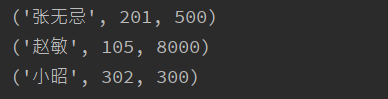 ('张无忌', 201, 500)
('赵敏', 105, 8000)
('小昭', 302, 300)